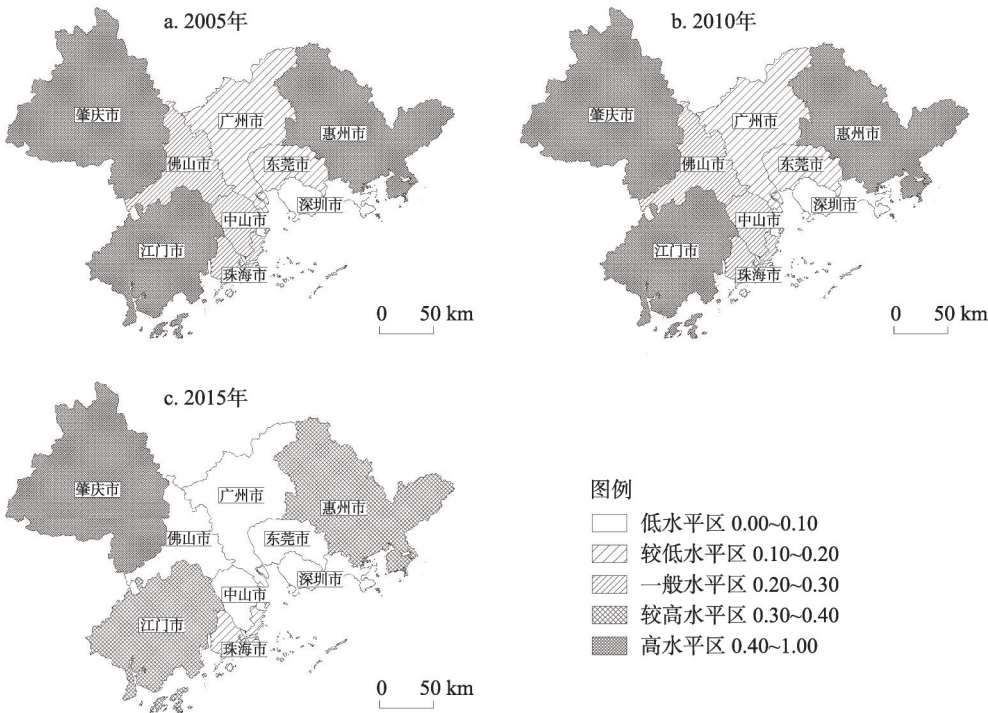 a. 2005年
肇庆市
广州市
惠州市
佛山市
东莞市
深圳市
中山市
江门市
珠海市
0 50 km
b. 2010年
肇庆市
广州市
惠州市
佛山市
东莞市
深圳市
中山市
江门市
珠海市
0 50 km
c. 2015年
肇庆市
广州市
惠州市
佛山市
东莞市
深圳市
中山市
江门市
珠海市
0 50 km
图例
低水平区 0.00~0.10
较低水平区 0.10~0.20
一般水平区 0.20~0.30
较高水平区 0.30~0.40
高水平区 0.40~1.00